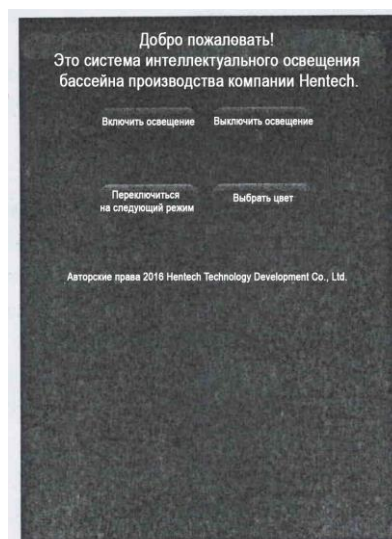 Добро пожаловать!
Это система интеллектуального освещения
бассейна производства компании Hentech.
Включить освещение Выключить освещение
Переключиться
на следующий режим
Выбрать цвет
Авторские права 2016 Hentech Technology Development Co., Ltd.